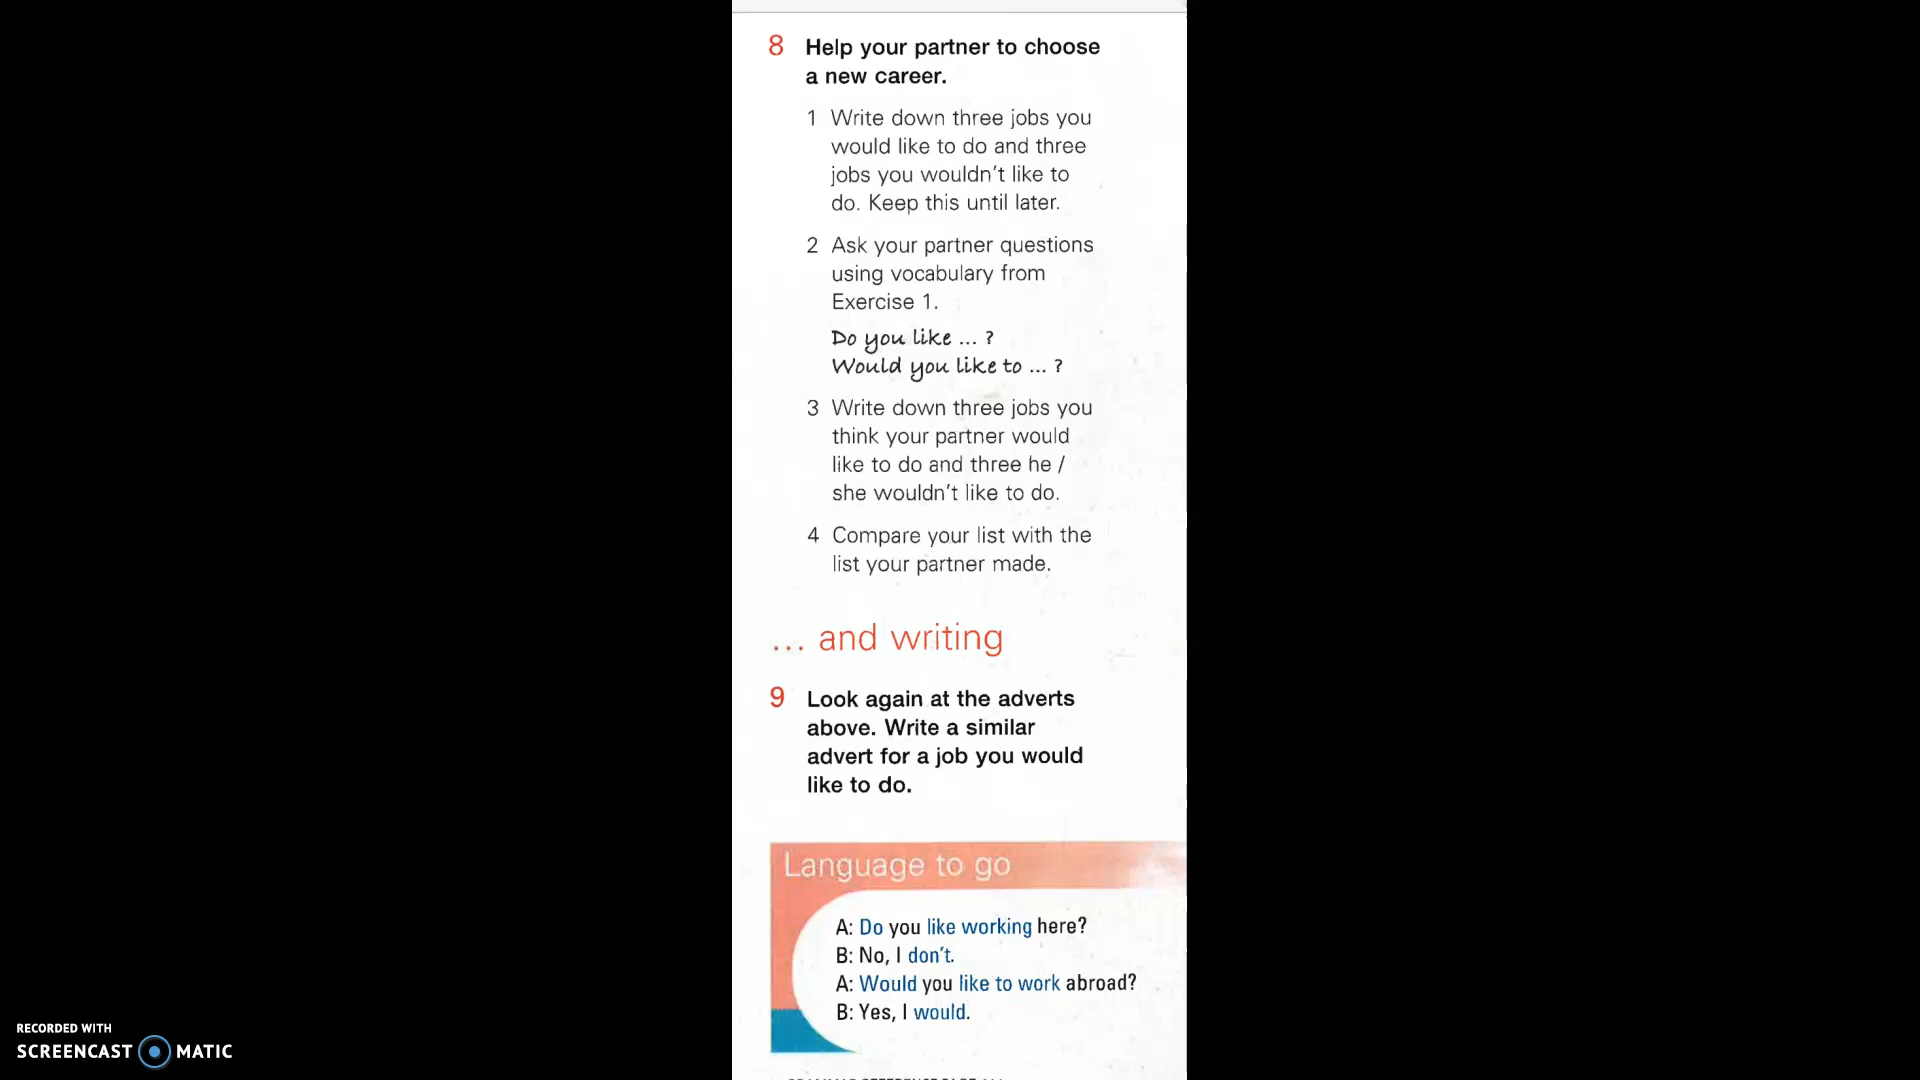 8 Help your partner to choose
a new career.
1 Write down three jobs you
would like to do and three
jobs you wouldn't like to
do. Keep this until later.
2 Ask your partner questions
using vocabulary from
Exercise 1.
Do you like ... ?
Would you like to ... ?
3 Write down three jobs you
think your partner would
like to do and three he /
she wouldn't like to do.
4 Compare your list with the
list your partner made.
... and writing
9 Look again at the adverts
above. Write a similar
advert for a job you would
like to do.
Language to go
A: Do you like working here?
B: No, I don't.
A: Would you like to work abroad?
B: Yes, I would.
RECORDED WITH
SCREENCAST MATIC